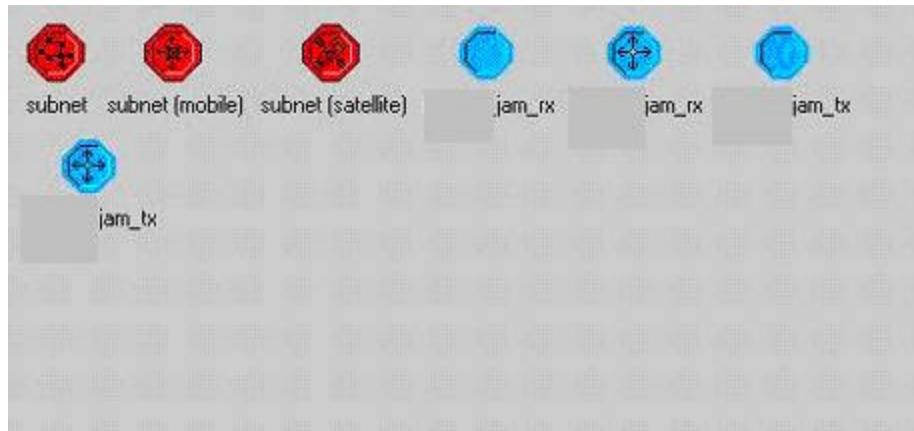 subnet subnet (mobile) subnet (satellite) jam_rx jam_rx jam_tx
jam_tx